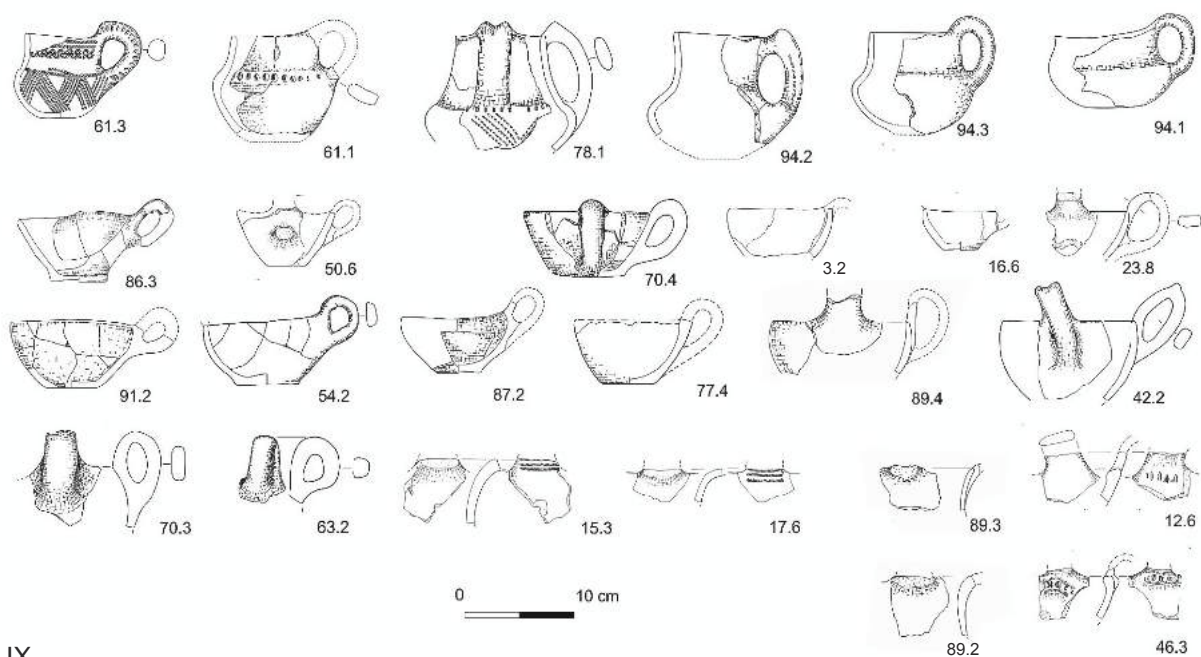 61.3 61.1 78.1 94.2 94.3 94.1
86.3 50.6 70.4 3.2 16.6 23.8
91.2 54.2 87.2 77.4 89.4 42.2
70.3 63.2 15.3 17.6 89.3 12.6
0 10 cm
89.2 46.3
IX